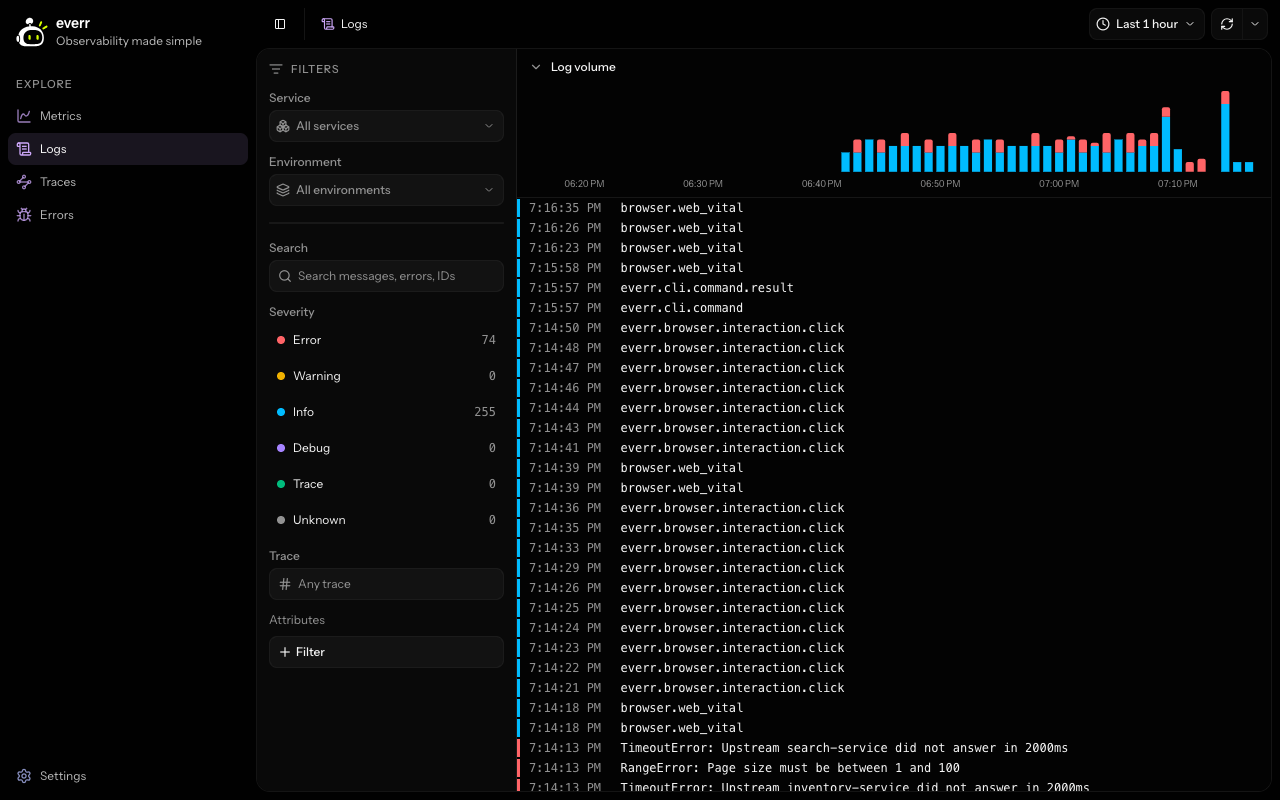 everr
Observability made simple
EXPLORE
Metrics
Logs
Traces
Errors
Settings
Logs
Last 1 hour
FILTERS
Service
All services
Environment
All environments
Search
Search messages, errors, IDs
Severity
Error 74
Warning 0
Info 255
Debug 0
Trace 0
Unknown 0
Trace
Any trace
Attributes
Filter
Log volume
06:20 PM 06:30 PM 06:40 PM 06:50 PM 07:00 PM 07:10 PM
7:16:35 PM browser.web_vital
7:16:26 PM browser.web_vital
7:16:23 PM browser.web_vital
7:15:58 PM browser.web_vital
7:15:57 PM everr.cli.command.result
7:15:57 PM everr.cli.command
7:14:50 PM everr.browser.interaction.click
7:14:48 PM everr.browser.interaction.click
7:14:47 PM everr.browser.interaction.click
7:14:46 PM everr.browser.interaction.click
7:14:44 PM everr.browser.interaction.click
7:14:43 PM everr.browser.interaction.click
7:14:41 PM everr.browser.interaction.click
7:14:39 PM browser.web_vital
7:14:39 PM browser.web_vital
7:14:36 PM everr.browser.interaction.click
7:14:35 PM everr.browser.interaction.click
7:14:33 PM everr.browser.interaction.click
7:14:29 PM everr.browser.interaction.click
7:14:26 PM everr.browser.interaction.click
7:14:25 PM everr.browser.interaction.click
7:14:24 PM everr.browser.interaction.click
7:14:23 PM everr.browser.interaction.click
7:14:22 PM everr.browser.interaction.click
7:14:21 PM everr.browser.interaction.click
7:14:18 PM browser.web_vital
7:14:18 PM browser.web_vital
7:14:13 PM TimeoutError: Upstream search-service did not answer in 2000ms
7:14:13 PM RangeError: Page size must be between 1 and 100
7:14:13 PM TimeoutError: Upstream inventory-service did not answer in 2000ms